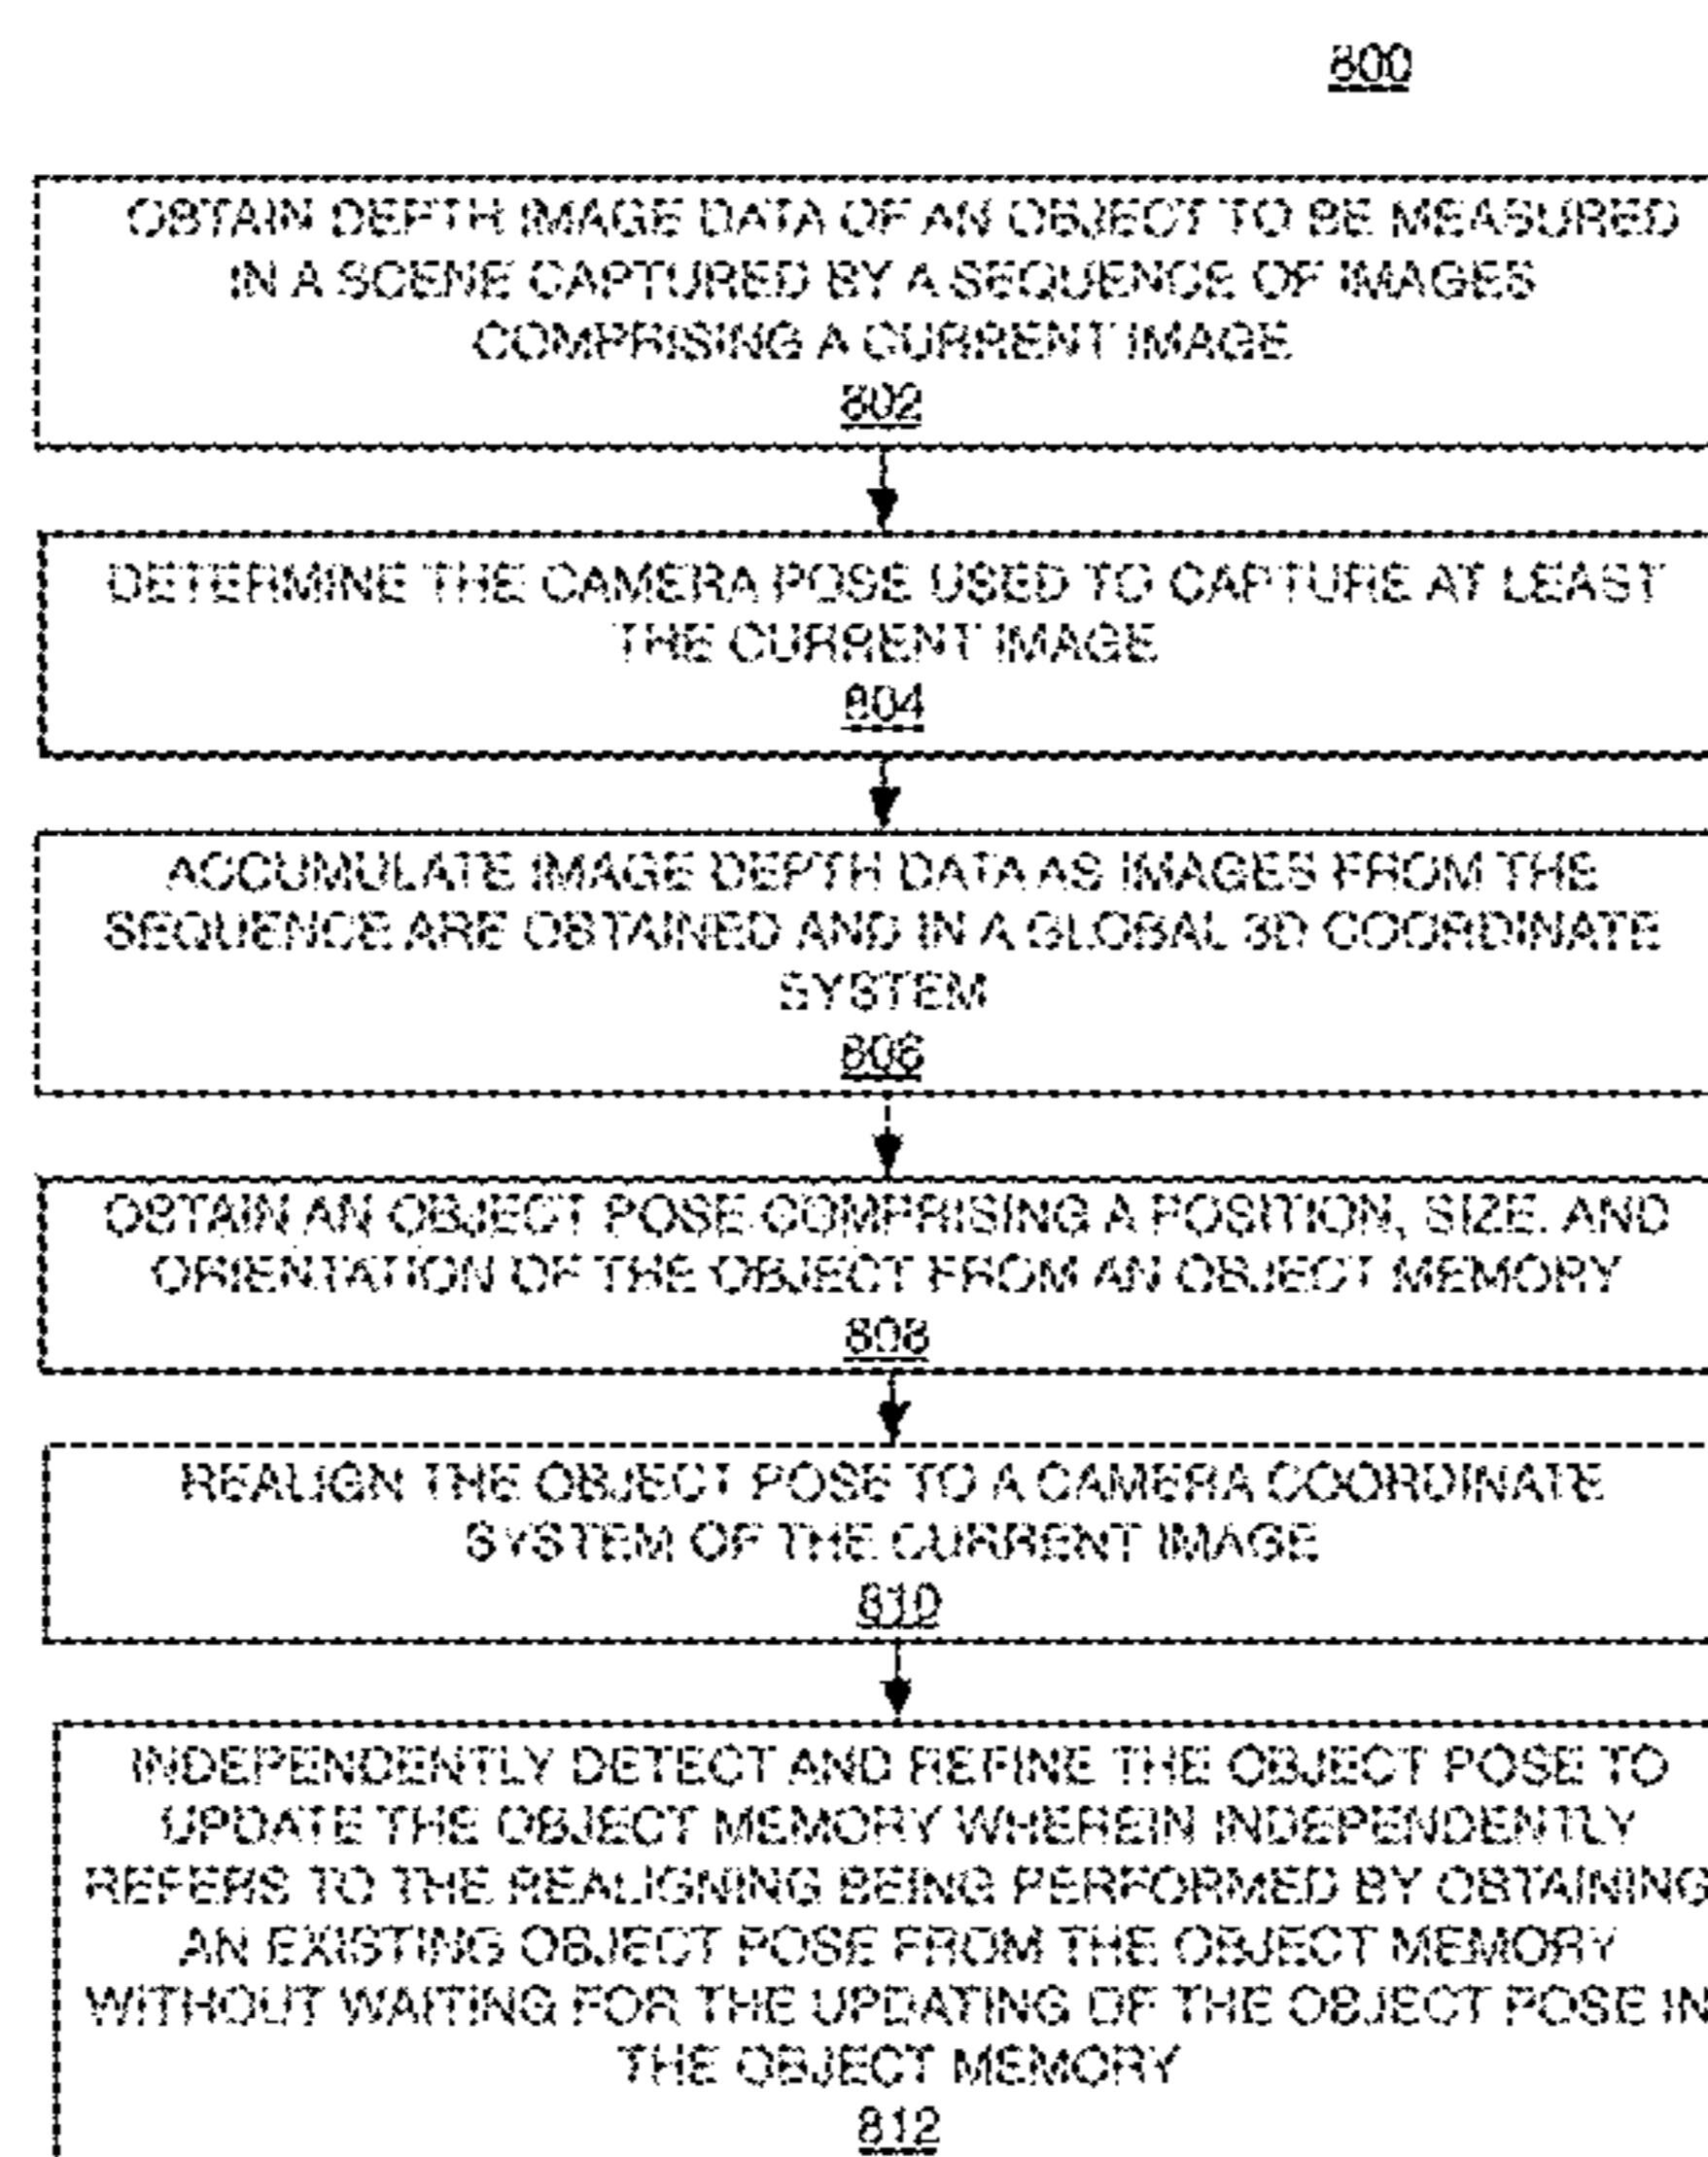 800
OBTAIN DEPTH IMAGE DATA OF AN OBJECT TO BE MEASURED
IN A SCENE CAPTURED BY A SEQUENCE OF IMAGES
COMPRISING A CURRENT IMAGE
802
DETERMINE THE CAMERA POSE USED TO CAPTURE AT LEAST
THE CURRENT IMAGE
804
ACCUMULATE IMAGE DEPTH DATA AS IMAGES FROM THE
SEQUENCE ARE OBTAINED AND IN A GLOBAL 3D COORDINATE
SYSTEM
806
OBTAIN AN OBJECT POSE COMPRISING A POSITION, SIZE, AND
ORIENTATION OF THE OBJECT FROM AN OBJECT MEMORY
808
REALIGN THE OBJECT POSE TO A CAMERA COORDINATE
SYSTEM OF THE CURRENT IMAGE
810
INDEPENDENTLY DETECT AND REFINE THE OBJECT POSE TO
UPDATE THE OBJECT MEMORY WHEREIN INDEPENDENTLY
REFERS TO THE REALIGNING BEING PERFORMED BY OBTAINING
AN EXISTING OBJECT POSE FROM THE OBJECT MEMORY
WITHOUT WAITING FOR THE UPDATING OF THE OBJECT POSE IN
THE OBJECT MEMORY
812